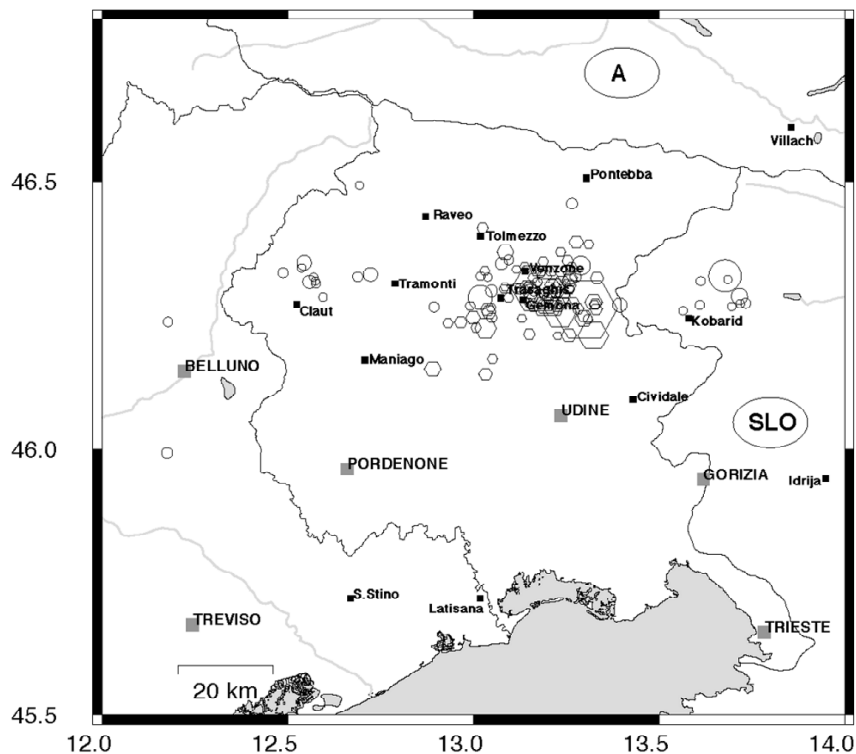 A
Villach
46.5
Pontebba
Raveo
Tolmezzo
Venzone
Tramonti
Trasaghis
Gemona
Claut
Kobarid
Maniago
BELLUNO
Cividale
UDINE
SLO
46.0
PORDENONE
GORIZIA
Idrija
S.Stino
Latisana
TREVISO
TRIESTE
20 km
45.5
12.0 12.5 13.0 13.5 14.0